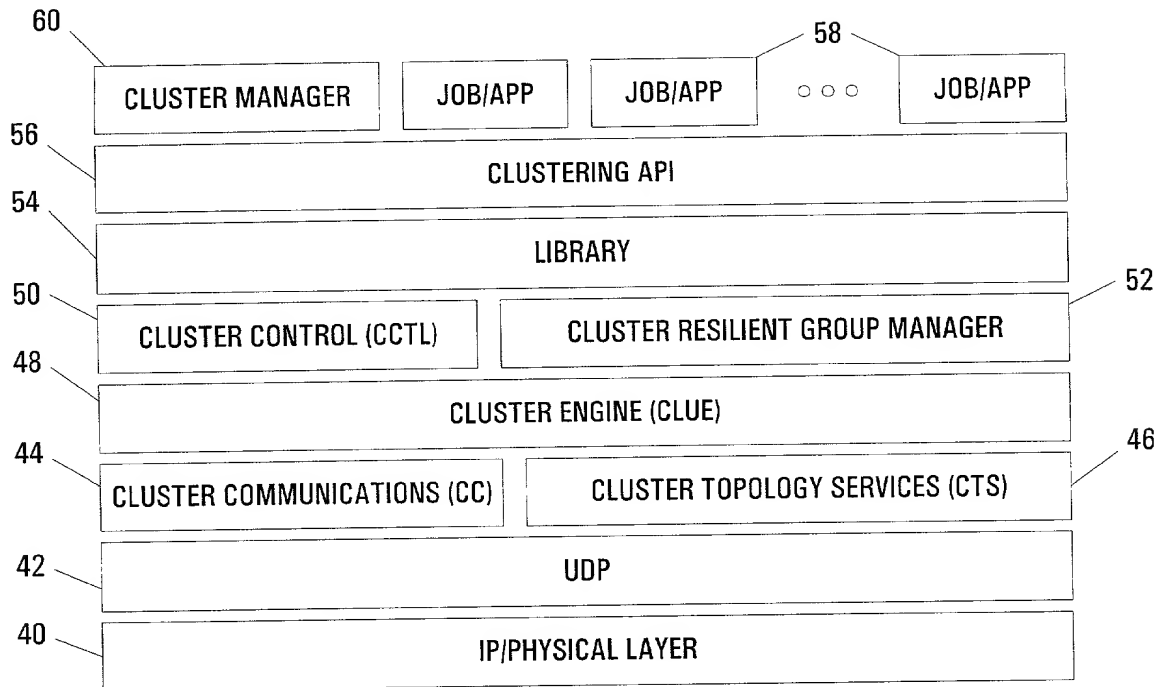 60
58
CLUSTER MANAGER
JOB/APP
JOB/APP
○ ○ ○
JOB/APP
56
CLUSTERING API
54
LIBRARY
50
52
CLUSTER CONTROL (CCTL)
CLUSTER RESILIENT GROUP MANAGER
48
CLUSTER ENGINE (CLUE)
44
46
CLUSTER COMMUNICATIONS (CC)
CLUSTER TOPOLOGY SERVICES (CTS)
42
UDP
40
IP/PHYSICAL LAYER